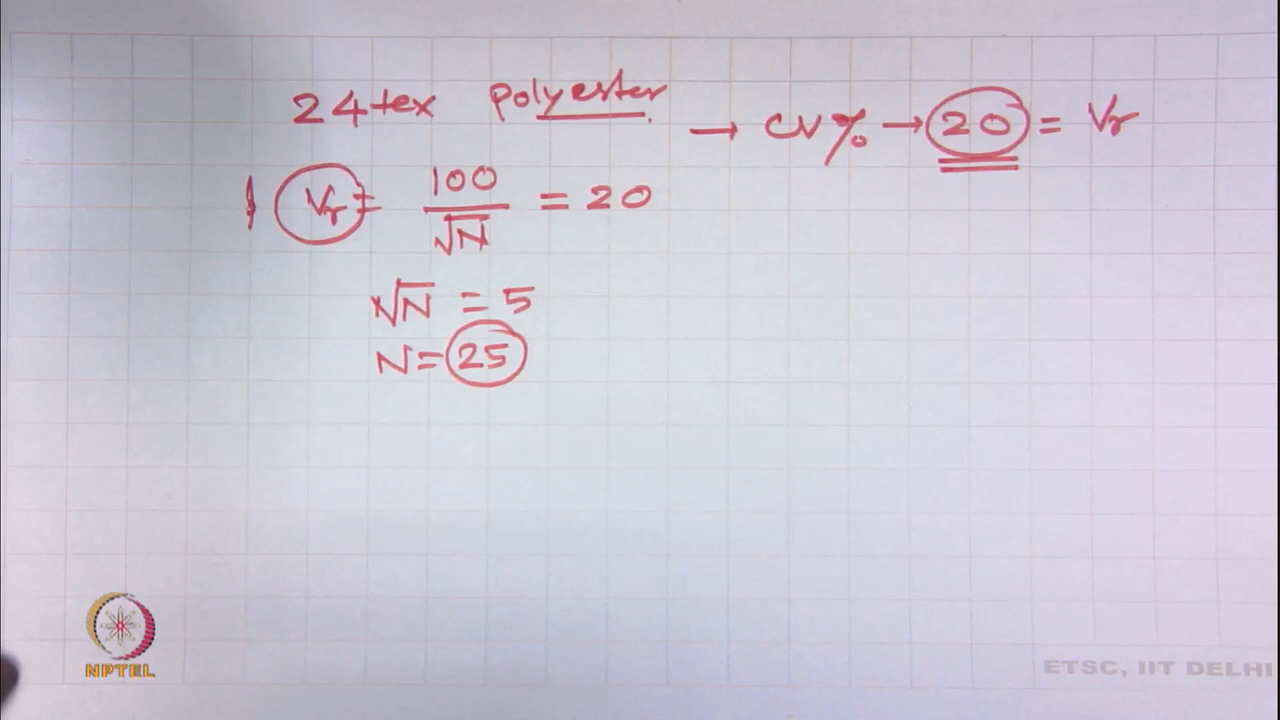 24 tex polyester → CV% → 20 = Vr
Vr = 100/√N = 20
√N = 5
N = 25
NPTEL
ETSC, IIT DELHI